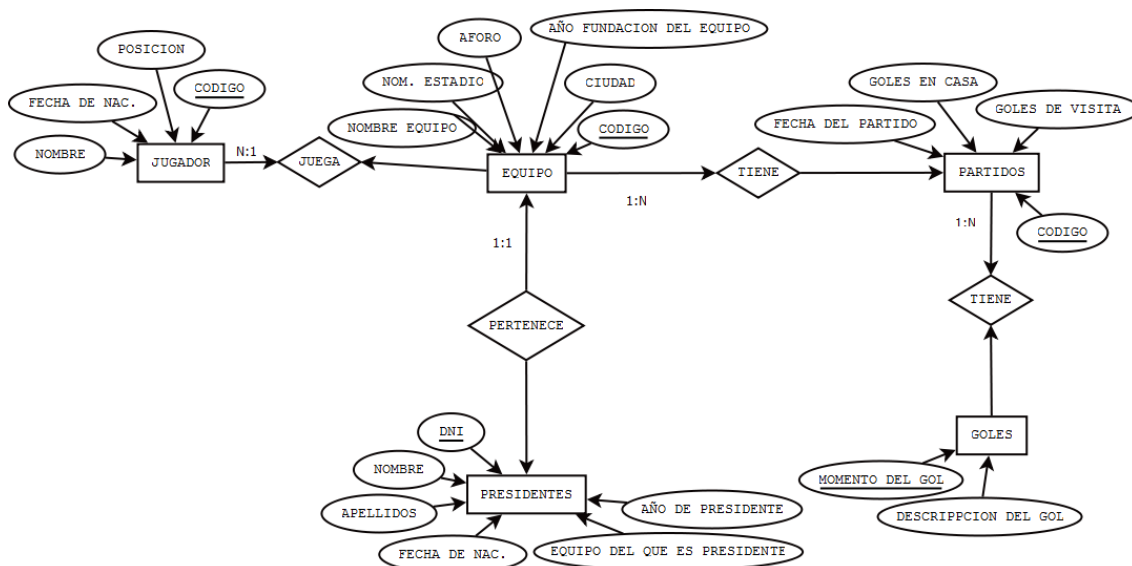 AÑO FUNDACION DEL EQUIPO
AFORO
POSICION
NOM. ESTADIO
CIUDAD
GOLES EN CASA
CODIGO
FECHA DE NAC.
GOLES DE VISITA
NOMBRE EQUIPO
CODIGO
FECHA DEL PARTIDO
NOMBRE
JUGADOR
N:1
JUEGA
EQUIPO
TIENE
PARTIDOS
1:N
1:N
CODIGO
1:1
TIENE
PERTENECE
DNI
GOLES
NOMBRE
MOMENTO DEL GOL
PRESIDENTES
APELLIDOS
AÑO DE PRESIDENTE
DESCRIPPCION DEL GOL
FECHA DE NAC.
EQUIPO DEL QUE ES PRESIDENTE